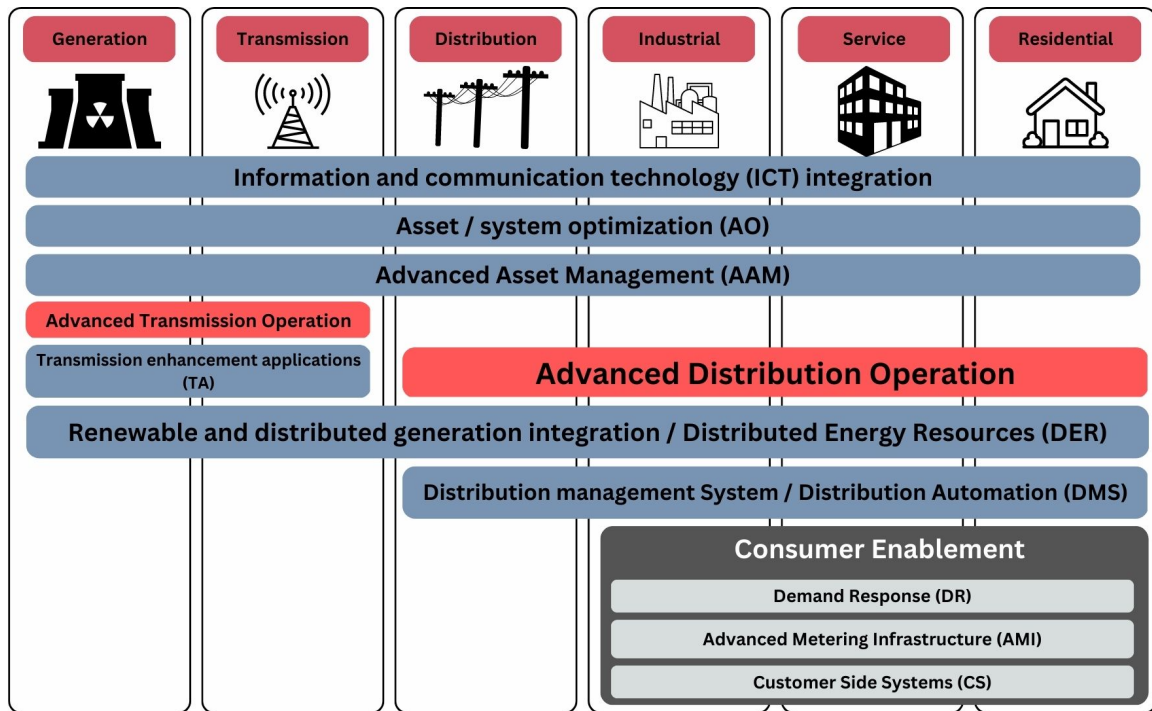 Generation
Transmission
Distribution
Industrial
Service
Residential
Information and communication technology (ICT) integration
Asset / system optimization (AO)
Advanced Asset Management (AAM)
Advanced Transmission Operation
Transmission enhancement applications
(TA)
Advanced Distribution Operation
Renewable and distributed generation integration / Distributed Energy Resources (DER)
Distribution management System / Distribution Automation (DMS)
Consumer Enablement
Demand Response (DR)
Advanced Metering Infrastructure (AMI)
Customer Side Systems (CS)